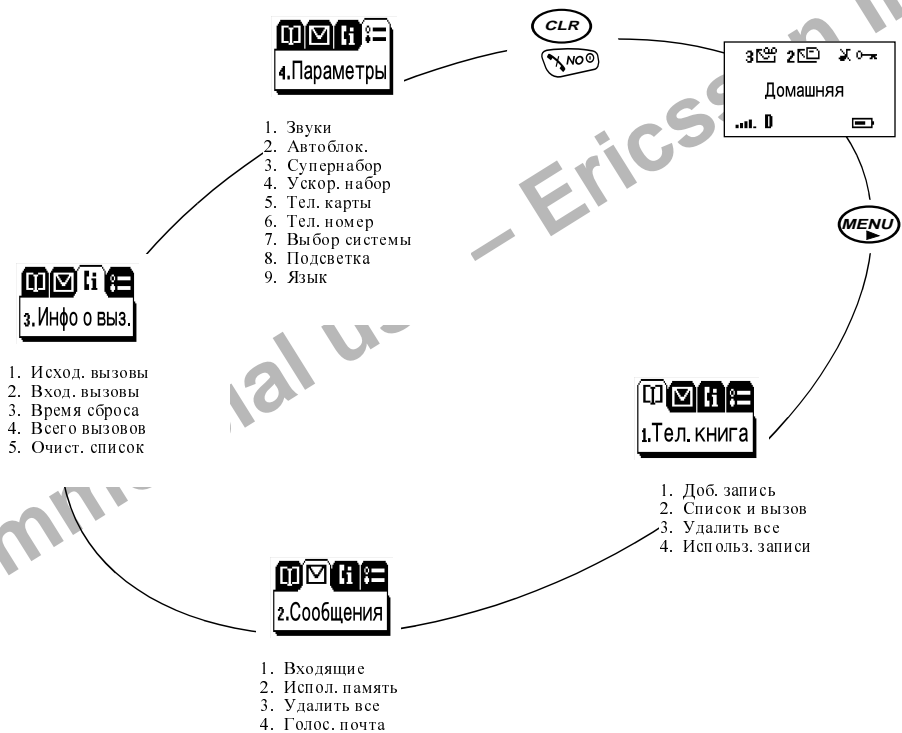 CLR
NO
3 2
Домашняя
D
MENU
4.Параметры
1. Звуки
2. Автоблок.
3. Супернабор
4. Ускор. набор
5. Тел. карты
6. Тел. номер
7. Выбор системы
8. Подсветка
9. Язык
3.Инфо о выз.
1. Исход. вызовы
2. Вход. вызовы
3. Время сброса
4. Всего вызовов
5. Очист. список
1.Тел. книга
1. Доб. запись
2. Список и вызов
3. Удалить все
4. Использ. записи
2.Сообщения
1. Входящие
2. Испол. память
3. Удалить все
4. Голос. почта
– Ericsson